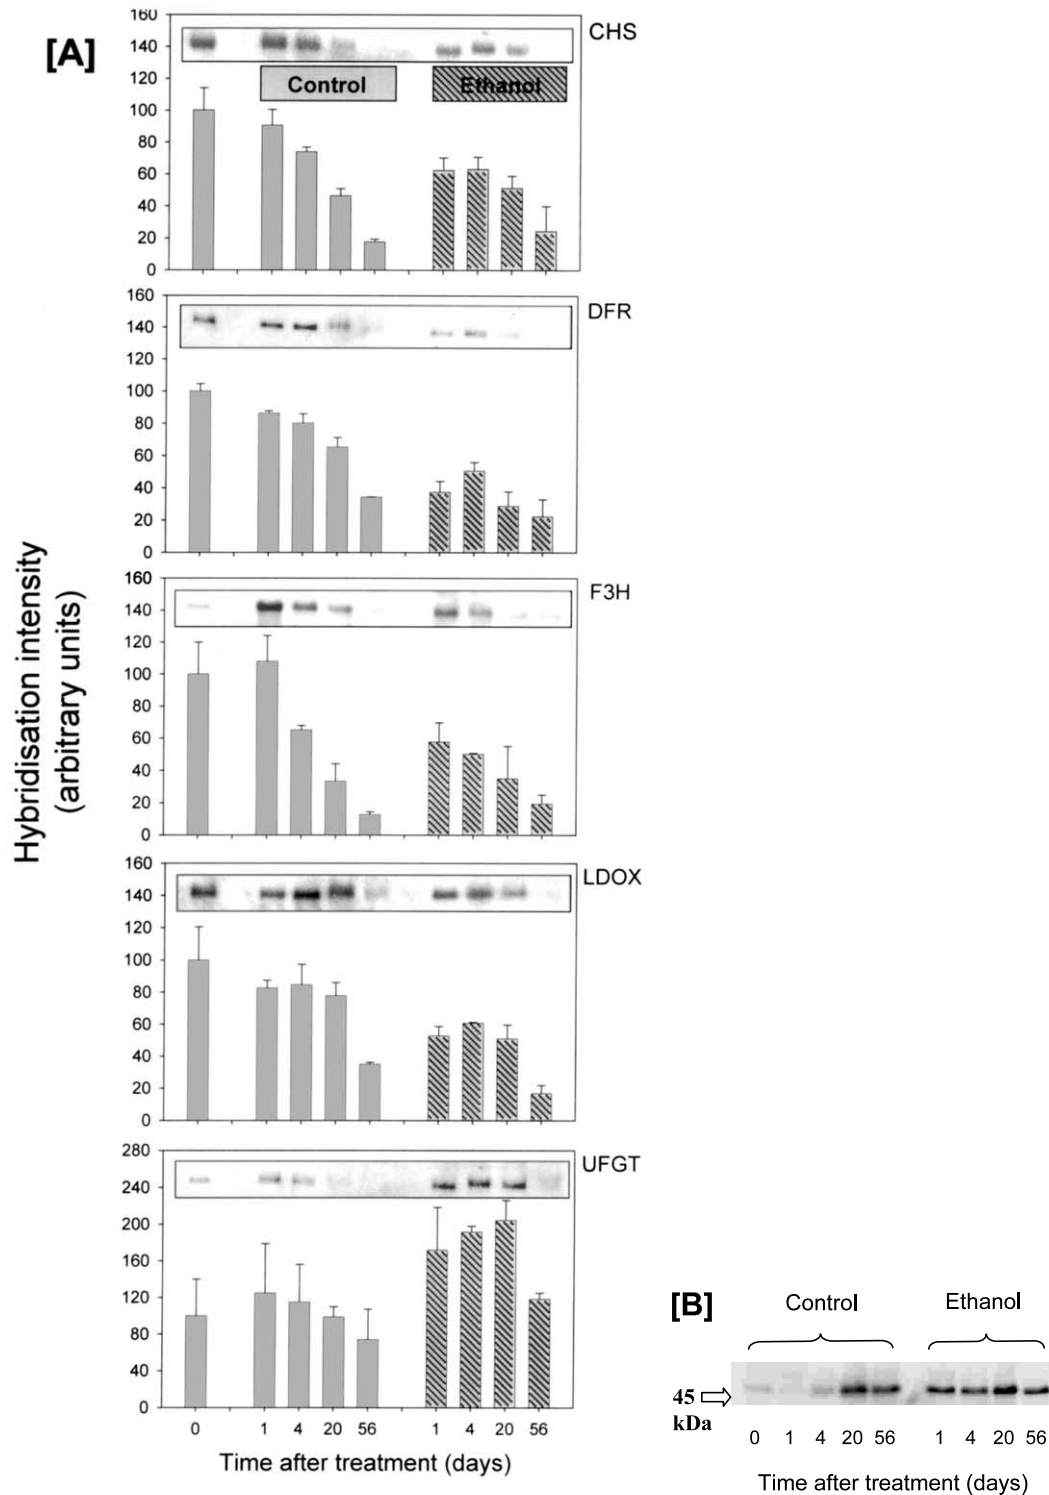 [A]
CHS
160
140
120
100
80
60
40
20
0
Control
Ethanol
DFR
160
140
120
100
80
60
40
20
0
F3H
160
140
120
100
80
60
40
20
0
LDOX
160
140
120
100
80
60
40
20
0
UFGT
280
240
200
160
120
80
40
0
0 1 4 20 56 1 4 20 56
Time after treatment (days)
Hybridisation intensity
(arbitrary units)
[B]
Control Ethanol
45
kDa
0 1 4 20 56 1 4 20 56
Time after treatment (days)